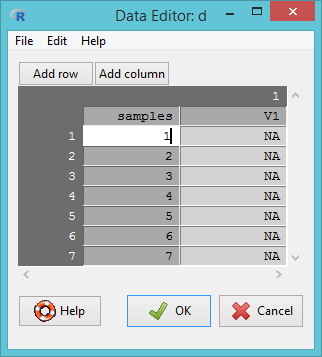 R Data Editor: d
File Edit Help
Add row Add column
1
samples V1
1 1 NA
2 2 NA
3 3 NA
4 4 NA
5 5 NA
6 6 NA
7 7 NA
Help OK Cancel